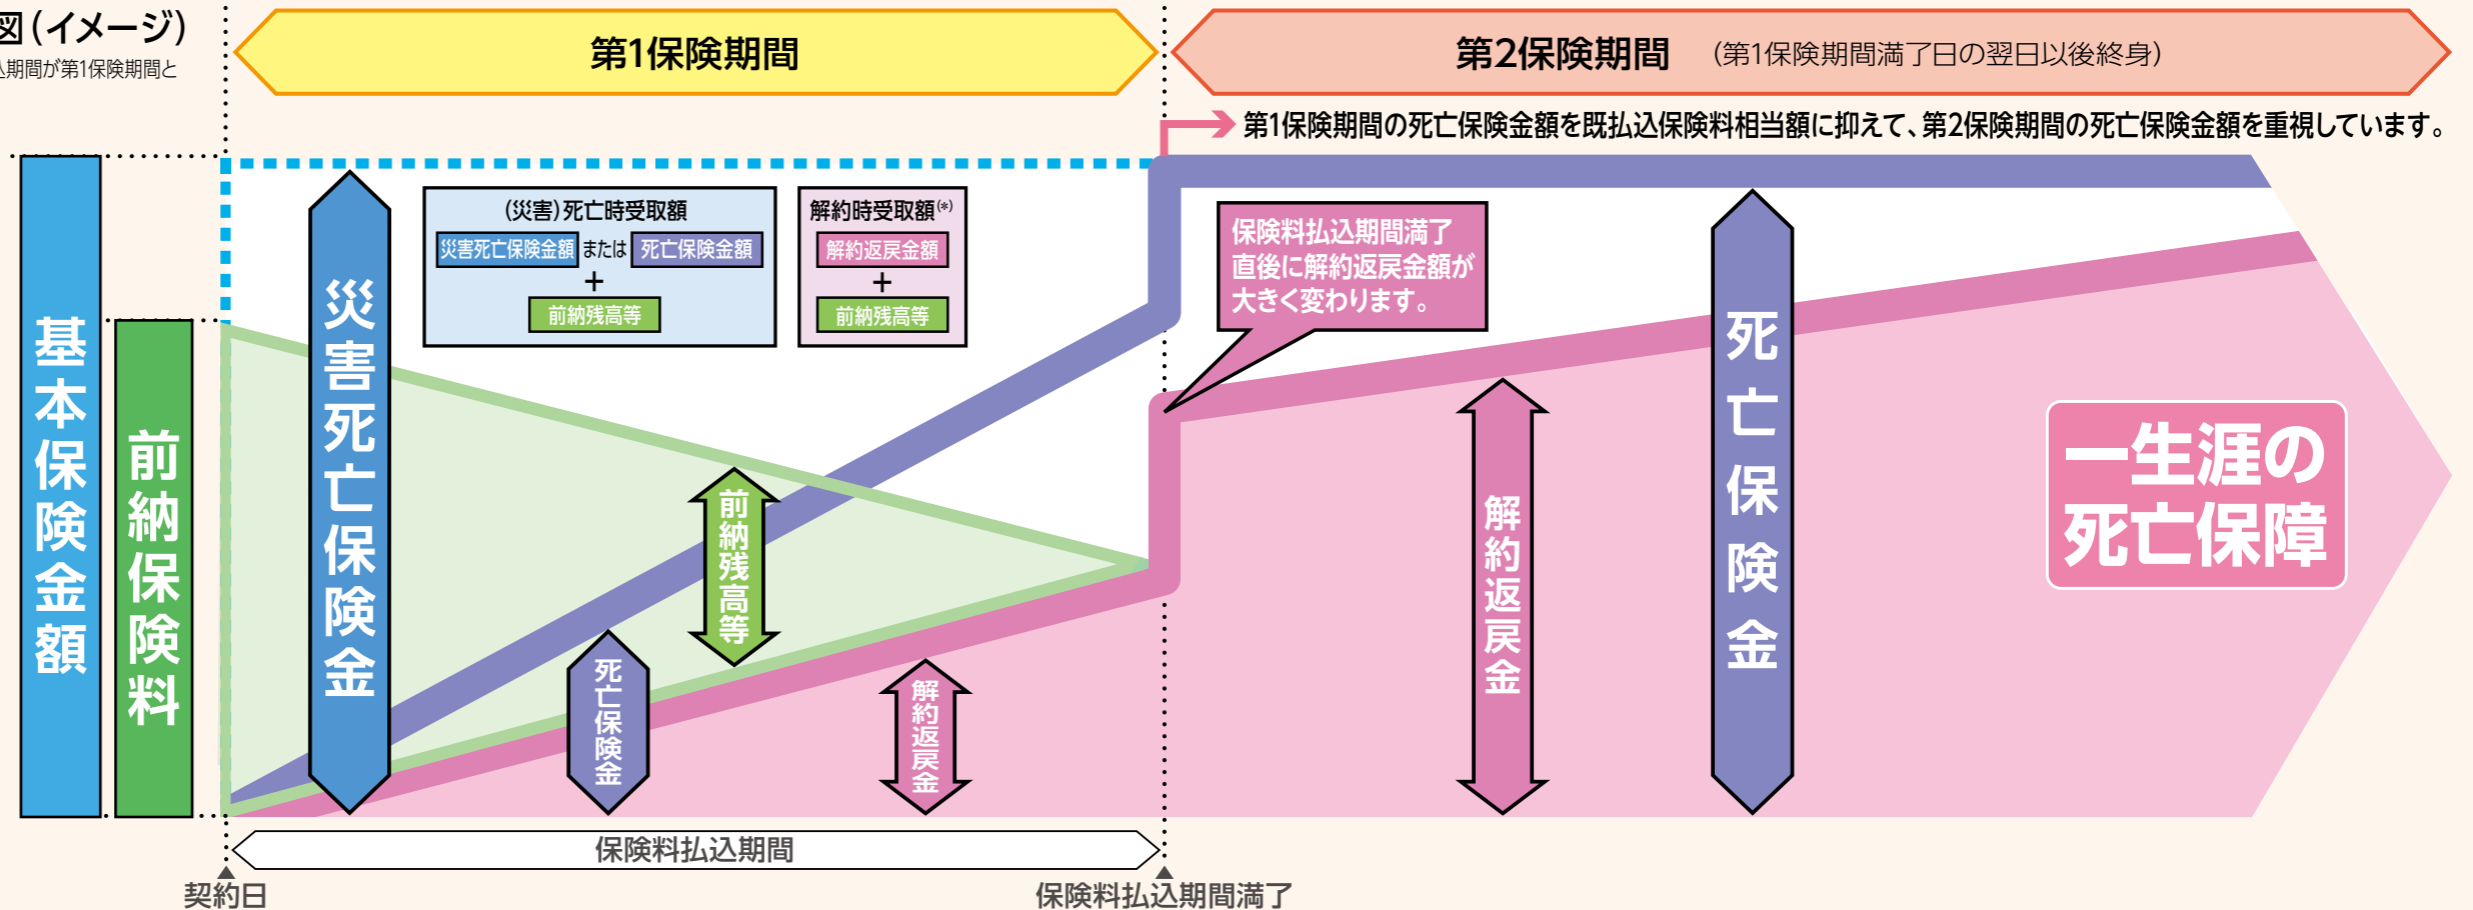 図(イメージ)
込期間が第1保険期間と
第1保険期間
第2保険期間 (第1保険期間満了日の翌日以後終身)
第1保険期間の死亡保険金額を既払込保険料相当額に抑えて、第2保険期間の死亡保険金額を重視しています。
基本保険金額
前納保険料
災害死亡保険金
(災害)死亡時受取額
災害死亡保険金額 または 死亡保険金額
+
前納残高等
解約時受取額(*)
解約返戻金額
+
前納残高等
保険料払込期間満了
直後に解約返戻金額が
大きく変わります。
前納残高等
死亡保険金
解約返戻金
解約返戻金
死亡保険金
一生涯の
死亡保障
保険料払込期間
契約日
保険料払込期間満了